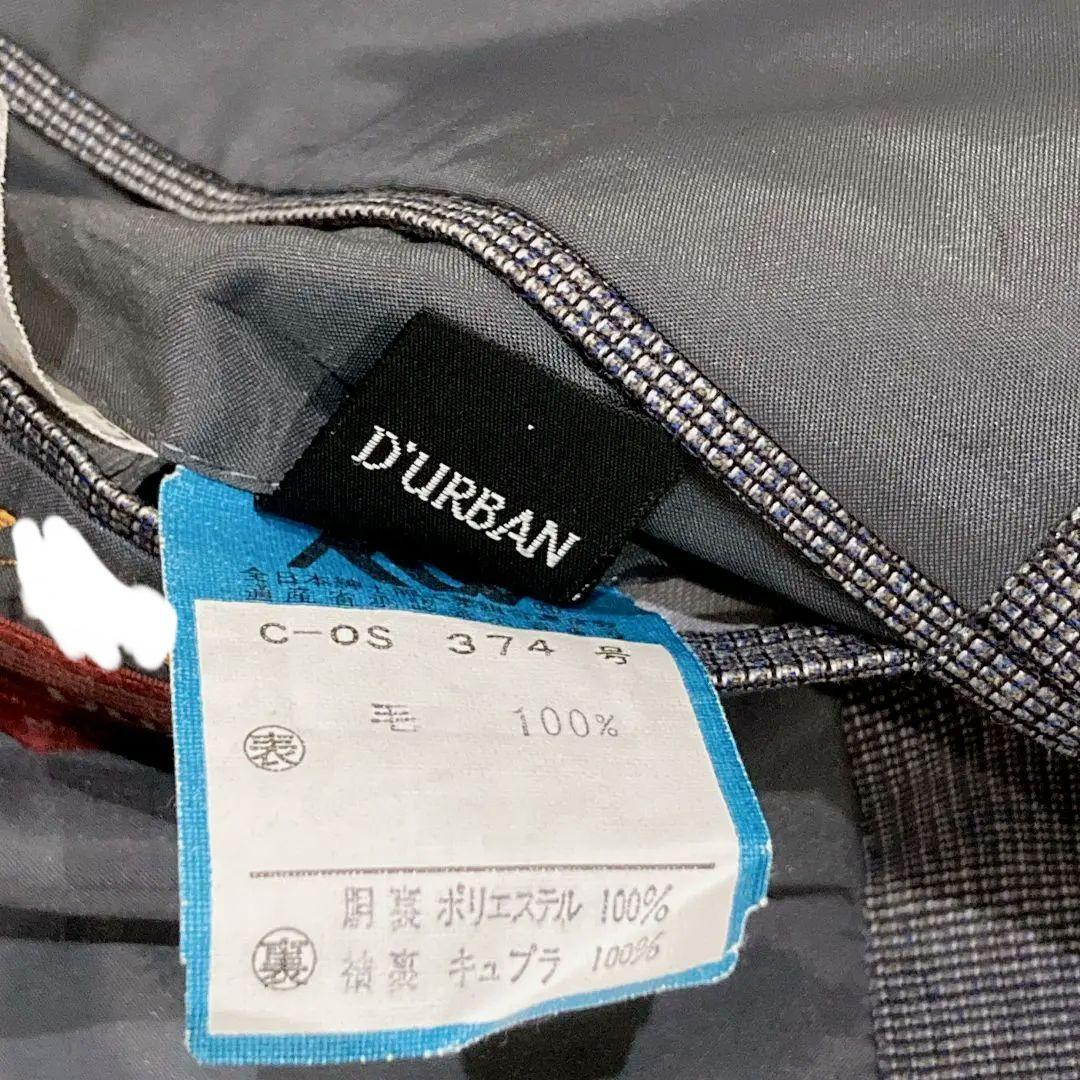 D'URBAN
C-OS 374 号
表 毛 100%
裏 胴裏 ポリエステル 100%
袖裏 キュプラ 100%